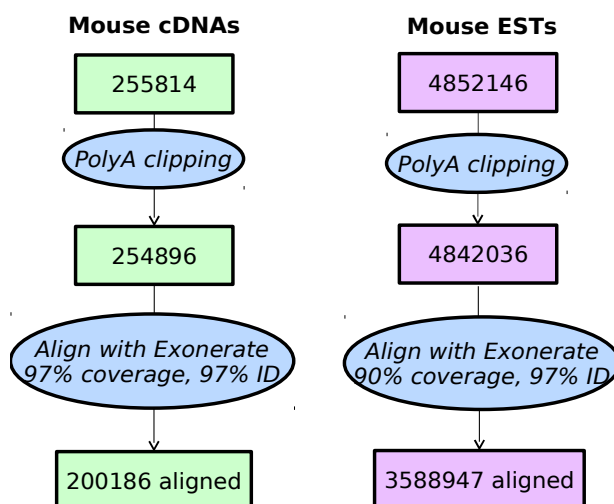 Mouse cDNAs
255814
PolyA clipping
254896
Align with Exonerate
97% coverage, 97% ID
200186 aligned
Mouse ESTs
4852146
PolyA clipping
4842036
Align with Exonerate
90% coverage, 97% ID
3588947 aligned